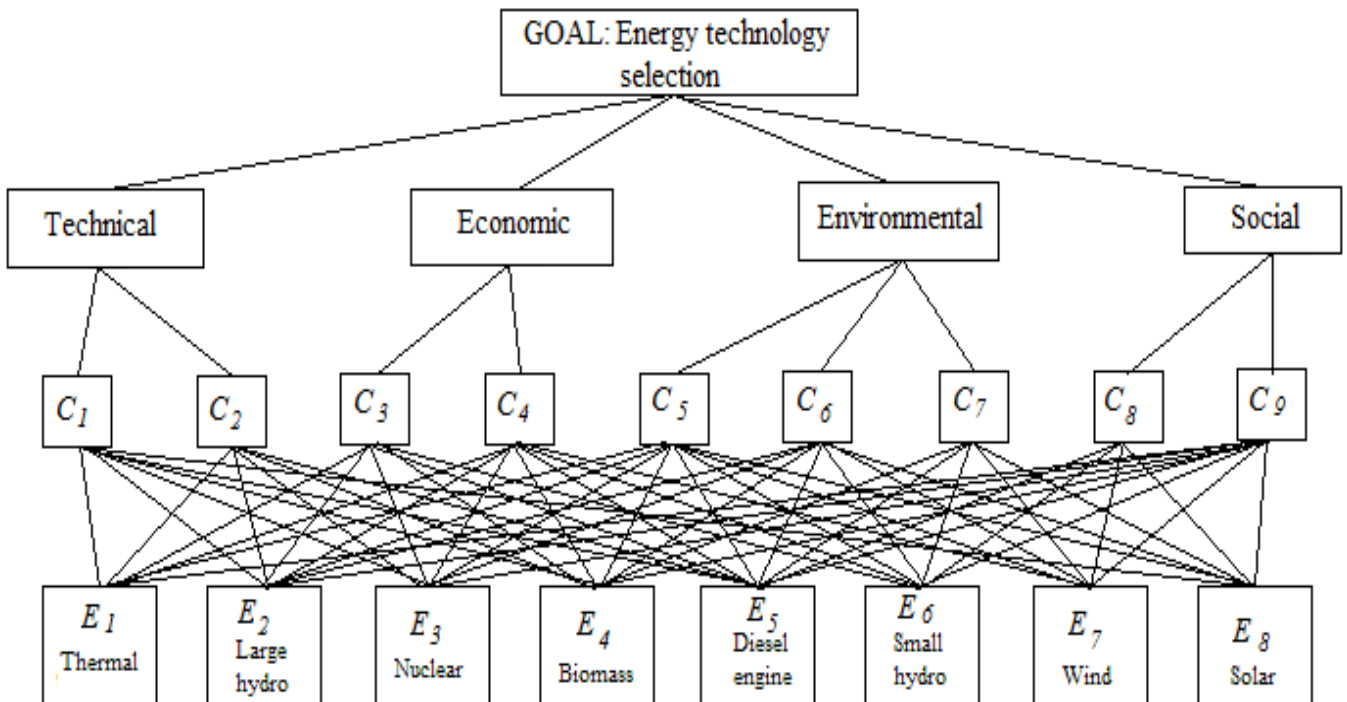 GOAL: Energy technology
selection
Technical
Economic
Environmental
Social
C1
C2
C3
C4
C5
C6
C7
C8
C9
E1
Thermal
E2
Large
hydro
E3
Nuclear
E4
Biomass
E5
Diesel
engine
E6
Small
hydro
E7
Wind
E8
Solar